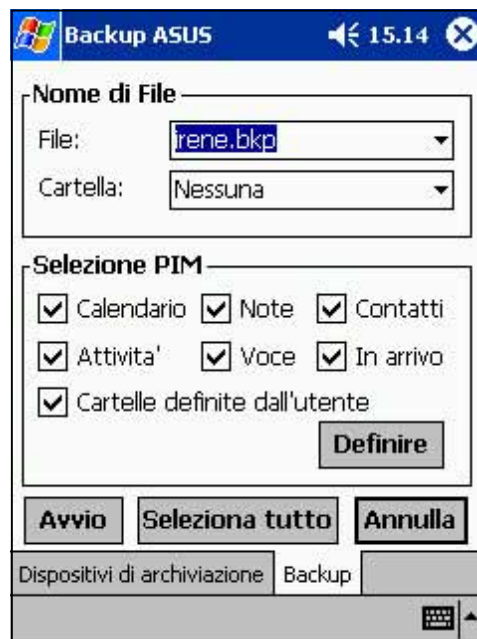 Backup ASUS 15.14
Nome di File
File: irene.bkp
Cartella: Nessuna
Selezione PIM
Calendario Note Contatti
Attivita' Voce In arrivo
Cartelle definite dall'utente
Definire
Avvio Seleziona tutto Annulla
Dispositivi di archiviazione Backup